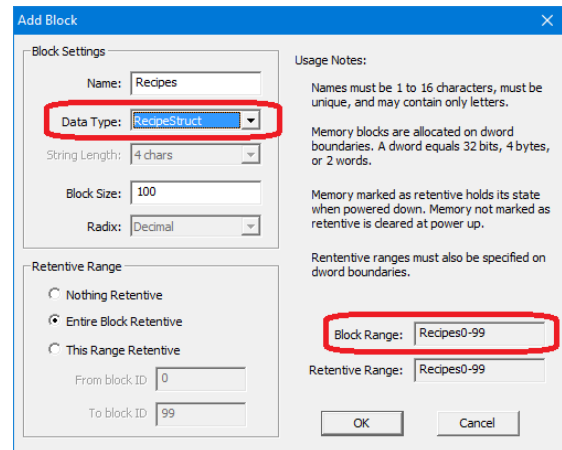 Add Block
Block Settings
Name: Recipes
Data Type: RecipeStruct
String Length: 4 chars
Block Size: 100
Radix: Decimal
Retentive Range
Nothing Retentive
Entire Block Retentive
This Range Retentive
From block ID 0
To block ID 99
Usage Notes:
Names must be 1 to 16 characters, must be
unique, and may contain only letters.
Memory blocks are allocated on dword
boundaries. A dword equals 32 bits, 4 bytes,
or 2 words.
Memory marked as retentive holds its state
when powered down. Memory not marked as
retentive is cleared at power up.
Rententive ranges must also be specified on
dword boundaries.
Block Range: Recipes0-99
Retentive Range: Recipes0-99
OK
Cancel